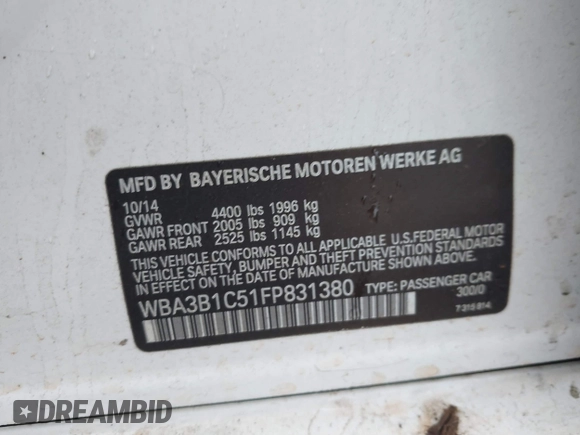 MFD BY BAYERISCHE MOTOREN WERKE AG
10/14
GVWR 4400 lbs 1996 kg
GAWR FRONT 2005 lbs 909 kg
GAWR REAR 2525 lbs 1145 kg
THIS VEHICLE CONFORMS TO ALL APPLICABLE U.S.FEDERAL MOTOR
VEHICLE SAFETY, BUMPER AND THEFT PREVENTION STANDARDS
IN EFFECT ON THE DATE OF MANUFACTURE SHOWN ABOVE.
WBA3B1C51FP831380 TYPE: PASSENGER CAR
300/0
7 315 814
DREAMBID